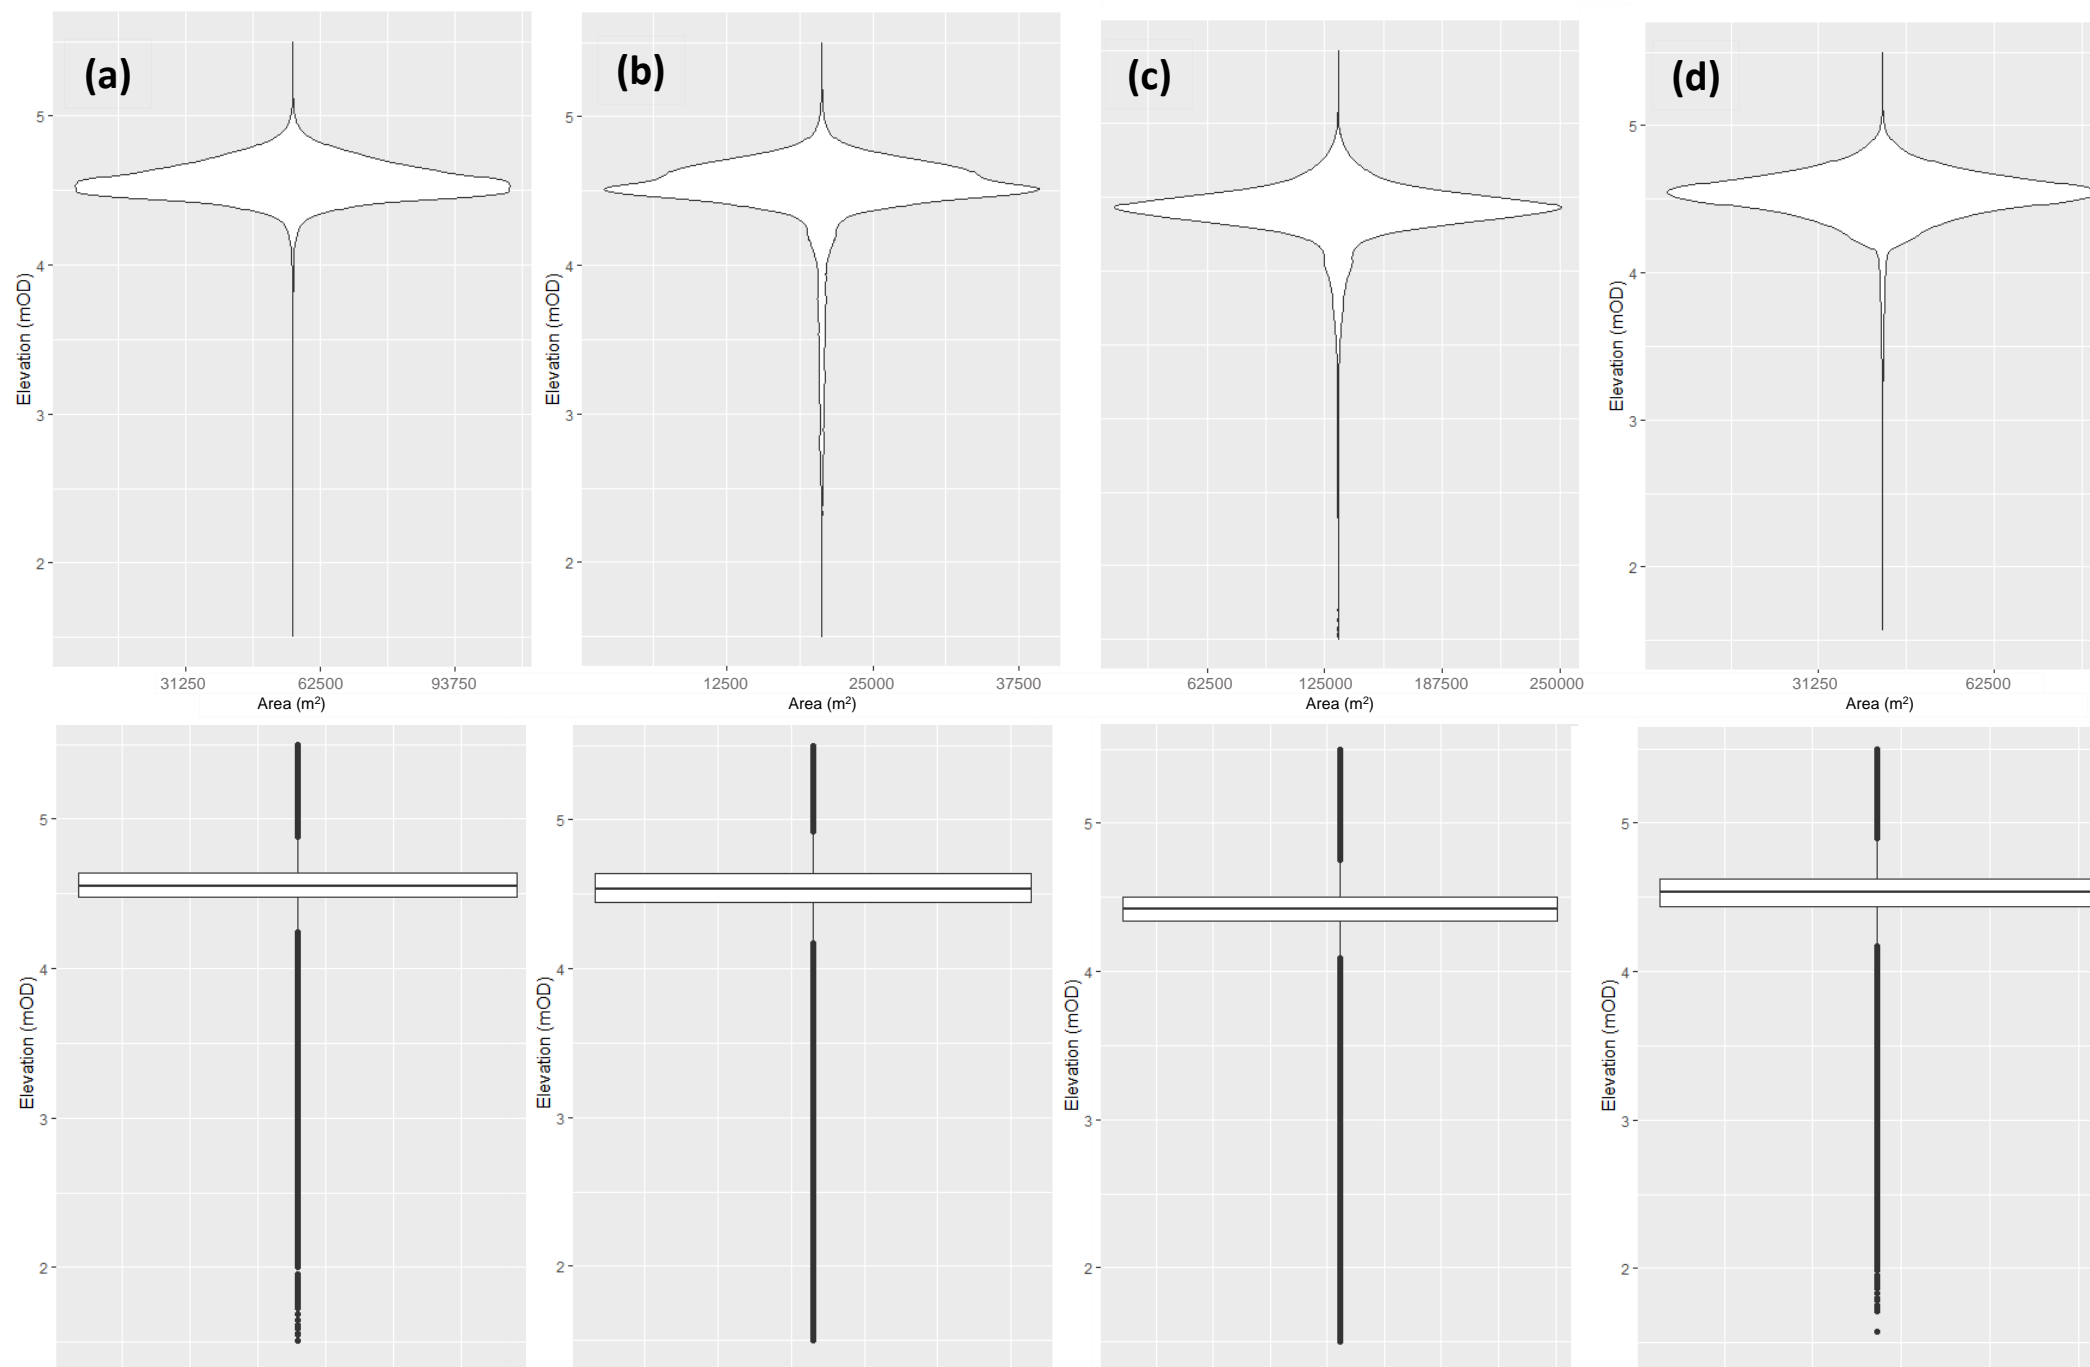 (a)
5
4
3
2
Elevation (mOD)
31250 62500 93750
Area (m²)
(b)
5
4
3
2
Elevation (mOD)
12500 25000 37500
Area (m²)
(c)
62500 125000 187500 250000
Area (m²)
(d)
5
4
3
2
Elevation (mOD)
31250 62500
Area (m²)
5
4
3
2
Elevation (mOD)
5
4
3
2
Elevation (mOD)
5
4
3
2
Elevation (mOD)
5
4
3
2
Elevation (mOD)